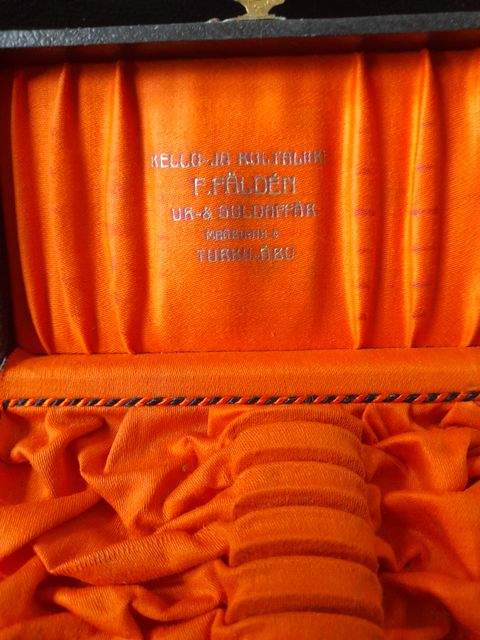 KELLO- JA KULTALIIKE
F. FÄLDÉN
UR- & GULDAFFÄR
TURKU. ÅBO